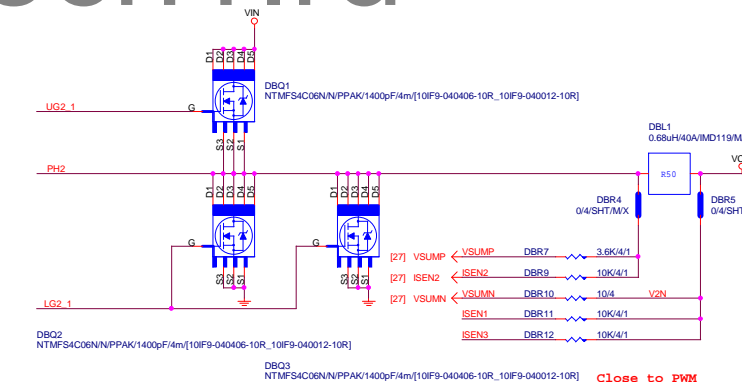 VIN
D1 D2 D3 D4 D5
DBQ1
NTMFS4C06N/N/PPAK/1400pF/4m/[10IF9-040406-10R_10IF9-040012-10R]
UG2_1
G
S3 S2 S1
DBL1
0.68uH/40A/IMD119/M
PH2
R50
D1 D2 D3 D4 D5
D1 D2 D3 D4 D5
DBR4
0/4/SHT/M/X
DBR5
0/4/SHT
G
G
[27] VSUMP
VSUMP
DBR7
3.6K/4/1
[27] ISEN2
ISEN2
DBR9
10K/4/1
S3 S2 S1
S3 S2 S1
[27] VSUMN
VSUMN
DBR10
10/4
V2N
LG2_1
ISEN1
DBR11
10K/4/1
ISEN3
DBR12
10K/4/1
DBQ2
NTMFS4C06N/N/PPAK/1400pF/4m/[10IF9-040406-10R_10IF9-040012-10R]
DBQ3
NTMFS4C06N/N/PPAK/1400pF/4m/[10IF9-040406-10R_10IF9-040012-10R]
Close to PWM